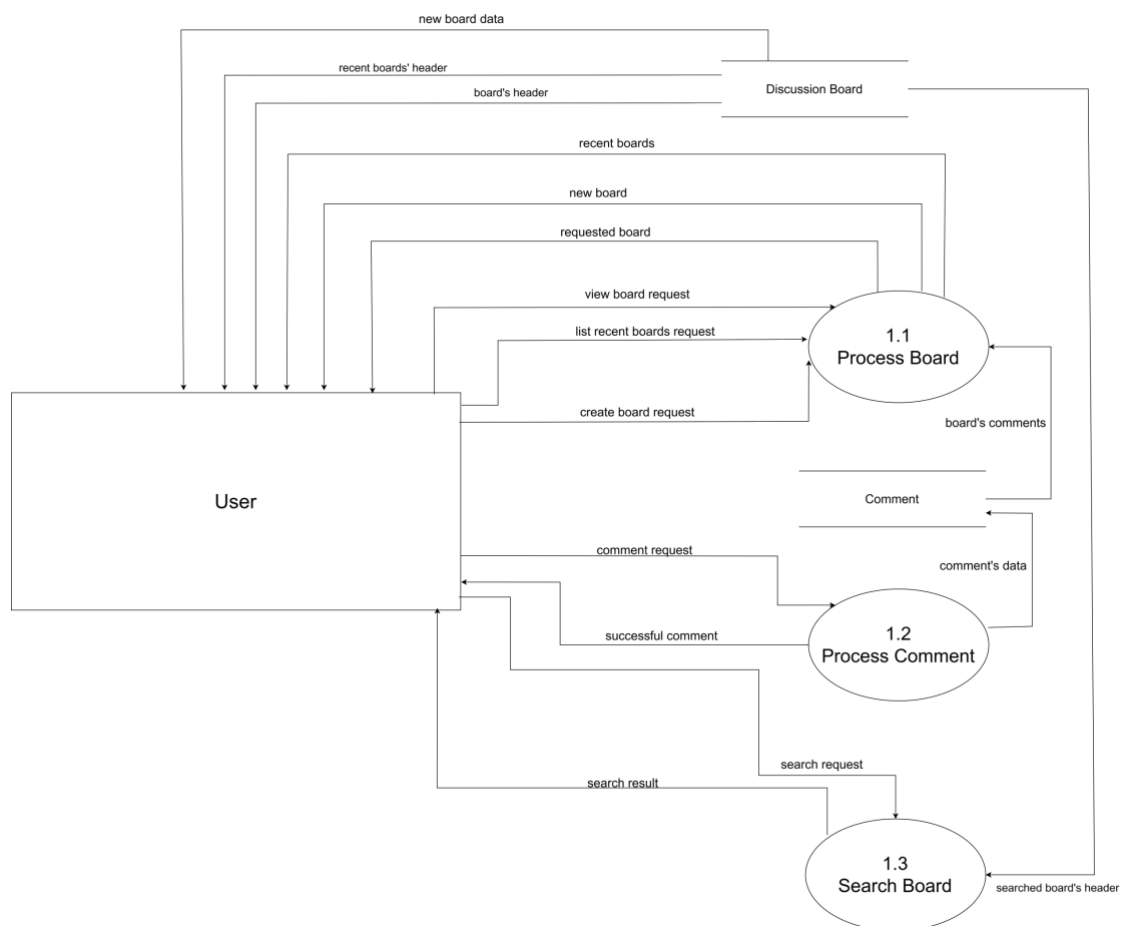 new board data
recent boards' header
board's header
Discussion Board
recent boards
new board
requested board
view board request
list recent boards request
1.1
Process Board
create board request
board's comments
User
Comment
comment request
comment's data
successful comment
1.2
Process Comment
search request
search result
1.3
Search Board
searched board's header